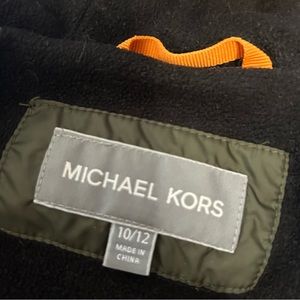 MICHAEL KORS
10/12
MADE IN
CHINA